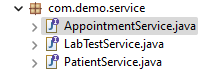 com.demo.service
AppointmentService.java
LabTestService.java
PatientService.java